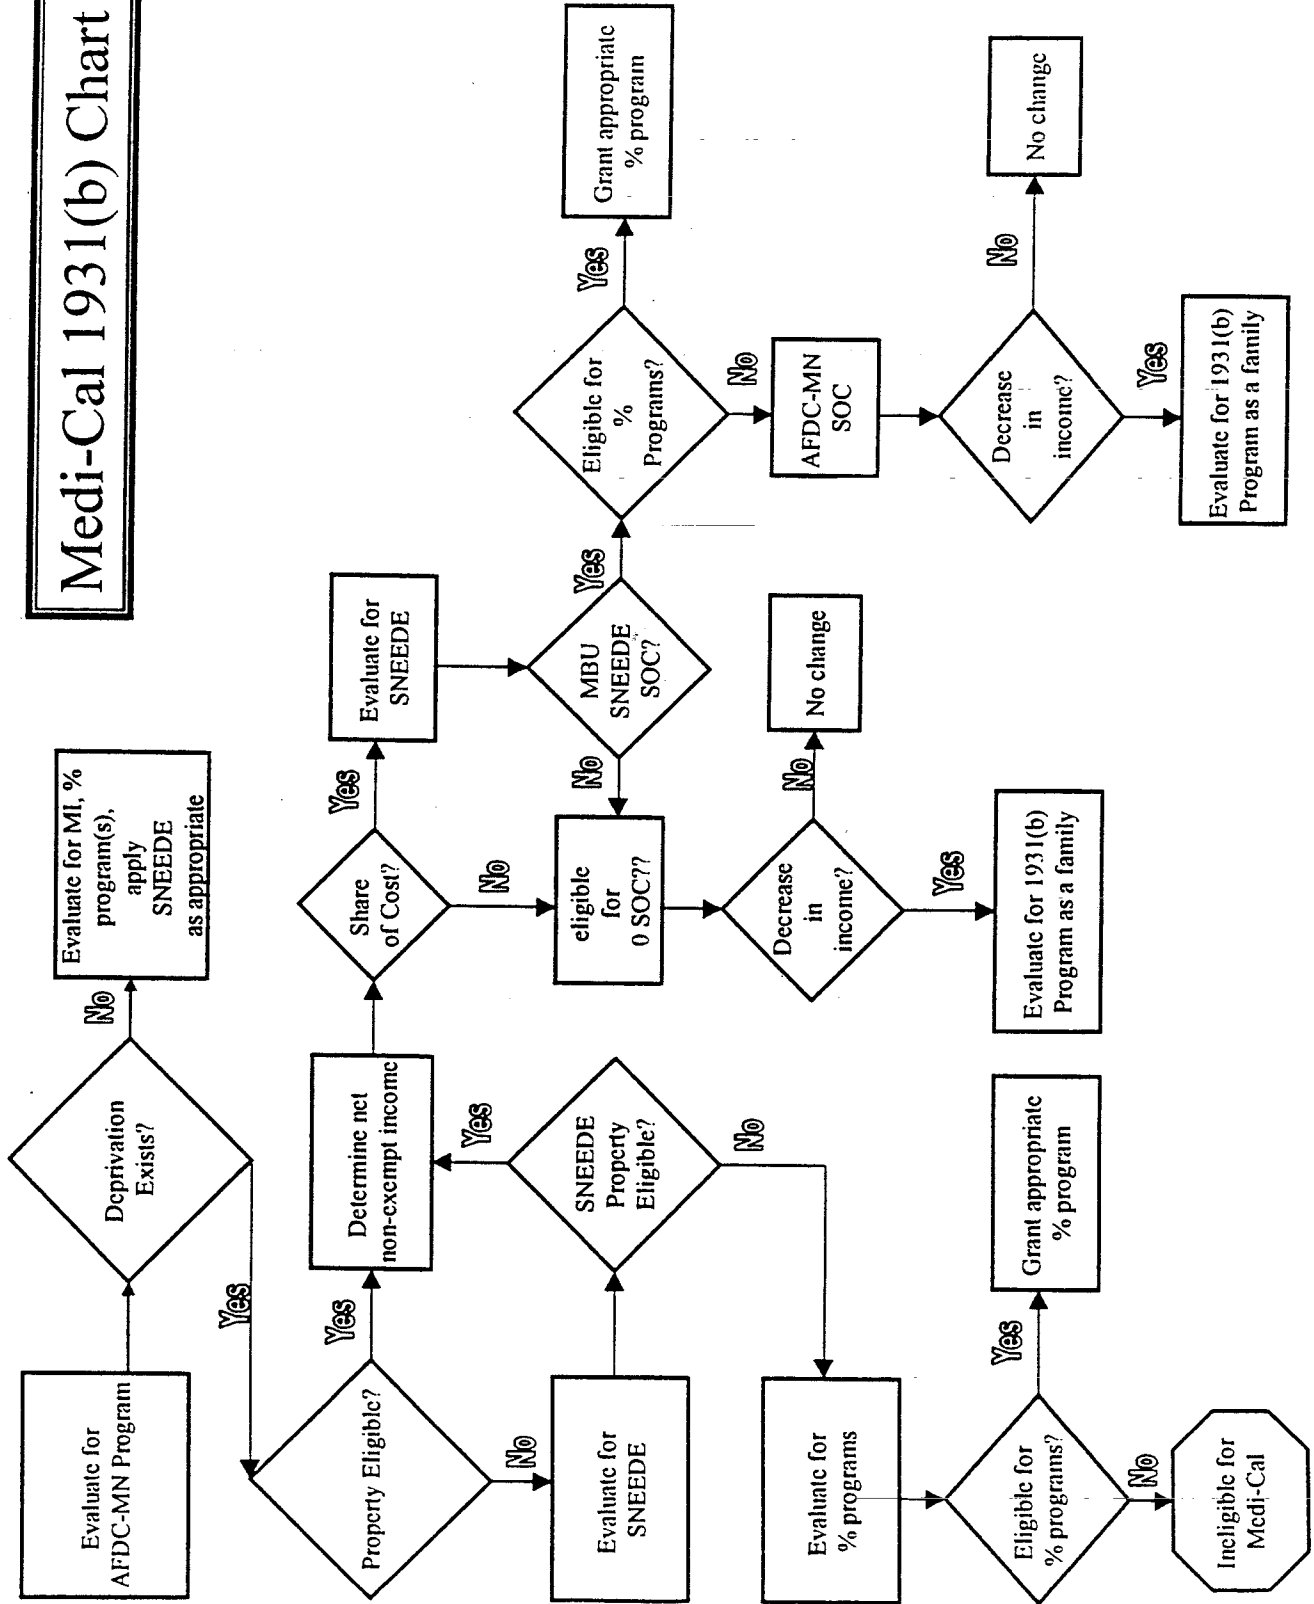 Medi-Cal 1931(b) Chart
Evaluate for
AFDC-MN Program
Deprivation
Exists?
No
Evaluate for MI, %
program(s),
apply
SNEEDE
as appropriate
Yes
Property Eligible?
Yes
Determine net
non-exempt income
Share
of Cost?
Yes
Evaluate for
SNEEDE
No
No
Evaluate for
SNEEDE
SNEEDE
Property
Eligible?
Yes
No
eligible
for
0 SOC??
No
MBU
SNEEDE
SOC?
Yes
Eligible for
%
Programs?
Yes
Grant appropriate
% program
No
AFDC-MN
SOC
Evaluate for
% programs
Decrease
in
income?
No
No change
Yes
Evaluate for 1931(b)
Program as a family
Decrease
in
income?
No
No change
Yes
Evaluate for 1931(b)
Program as a family
Eligible for
% programs?
Yes
Grant appropriate
% program
No
Ineligible for
Medi-Cal